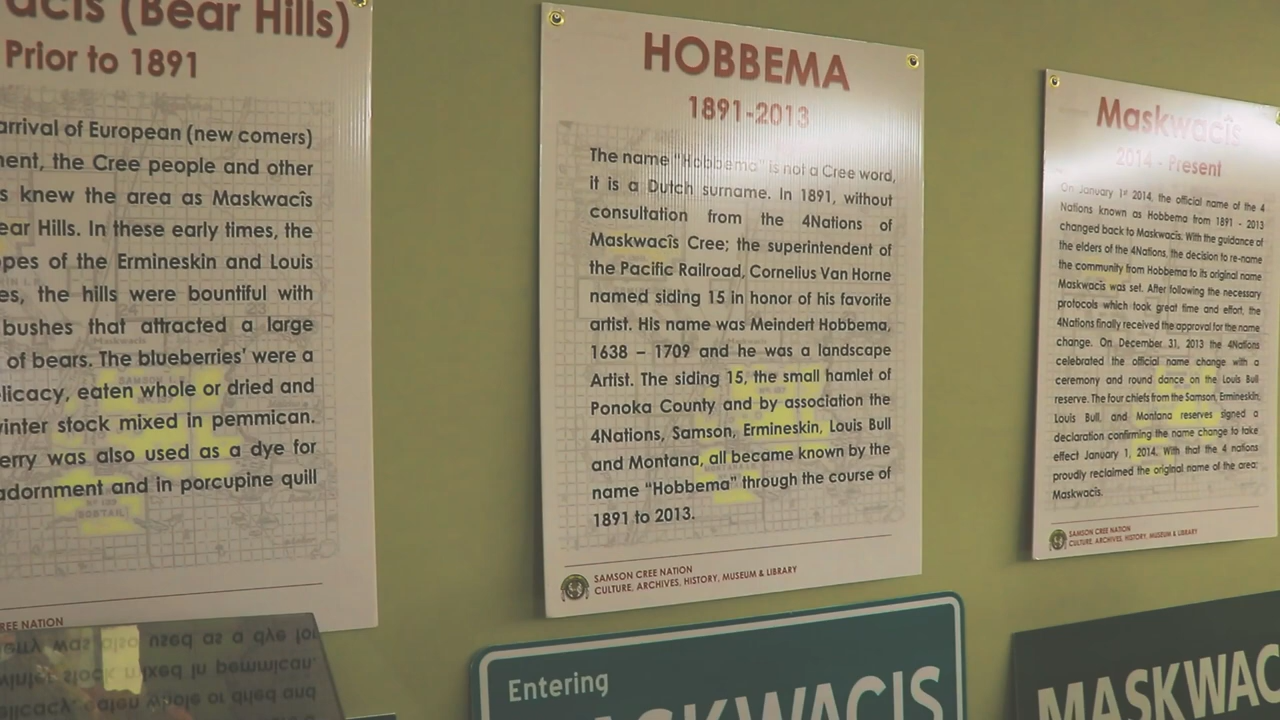 acîs (Bear Hills)
Prior to 1891
arrival of European (new comers)
ent, the Cree people and other
s knew the area as Maskwacîs
ear Hills. In these early times, the
opes of the Ermineskin and Louis
es, the hills were bountiful with
bushes that attracted a large
of bears. The blueberries' were a
elicacy, eaten whole or dried and
winter stock mixed in pemmican.
erry was also used as a dye for
adornment and in porcupine quill
CREE NATION
HOBBEMA
1891-2013
The name "Hobbema" is not a Cree word,
it is a Dutch surname. In 1891, without
consultation from the 4Nations of
Maskwacîs Cree; the superintendent of
the Pacific Railroad, Cornelius Van Horne
named siding 15 in honor of his favorite
artist. His name was Meindert Hobbema,
1638 – 1709 and he was a landscape
Artist. The siding 15, the small hamlet of
Ponoka County and by association the
4Nations, Samson, Ermineskin, Louis Bull
and Montana, all became known by the
name "Hobbema" through the course of
1891 to 2013.
SAMSON CREE NATION
CULTURE, ARCHIVES, HISTORY, MUSEUM & LIBRARY
Maskwacîs
2014 - Present
On January 1st 2014, the official name of the 4
Nations known as Hobbema from 1891 - 2013
changed back to Maskwacîs. With the guidance of
the elders of the 4Nations, the decision to re-name
the community from Hobbema to its original name
Maskwacîs was set. After following the necessary
protocols which took great time and effort, the
4Nations finally received the approval for the name
change. On December 31, 2013 the 4Nations
celebrated the official name change with a
ceremony and round dance on the Louis Bull
reserve. The four chiefs from the Samson, Ermineskin,
Louis Bull, and Montana reserves signed a
declaration confirming the name change to take
effect January 1, 2014. With that the 4 nations
proudly reclaimed the original name of the area;
Maskwacîs.
SAMSON CREE NATION
CULTURE, ARCHIVES, HISTORY, MUSEUM & LIBRARY
Entering
MASKWACIS
MASKWAC